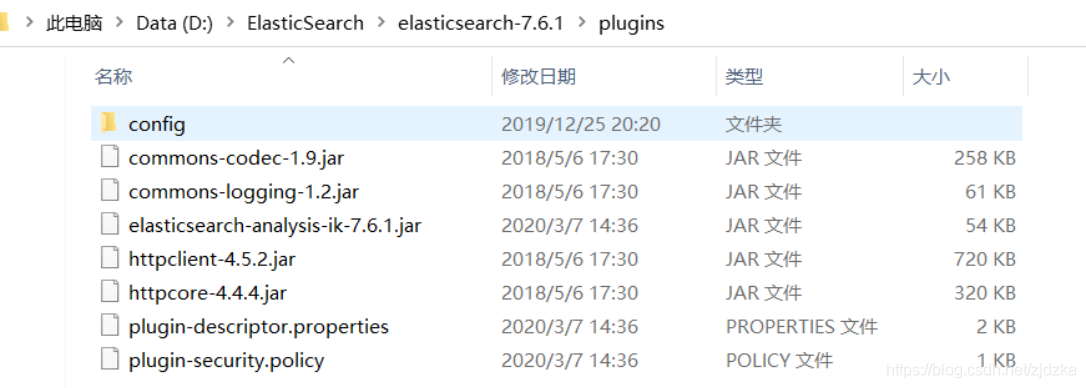 此电脑 > Data (D:) > ElasticSearch > elasticsearch-7.6.1 > plugins
名称 修改日期 类型 大小
config 2019/12/25 20:20 文件夹
commons-codec-1.9.jar 2018/5/6 17:30 JAR 文件 258 KB
commons-logging-1.2.jar 2018/5/6 17:30 JAR 文件 61 KB
elasticsearch-analysis-ik-7.6.1.jar 2020/3/7 14:36 JAR 文件 54 KB
httpclient-4.5.2.jar 2018/5/6 17:30 JAR 文件 720 KB
httpcore-4.4.4.jar 2018/5/6 17:30 JAR 文件 320 KB
plugin-descriptor.properties 2020/3/7 14:36 PROPERTIES 文件 2 KB
plugin-security.policy 2020/3/7 14:36 POLICY 文件 1 KB
https://blog.csdn.net/zjdzka